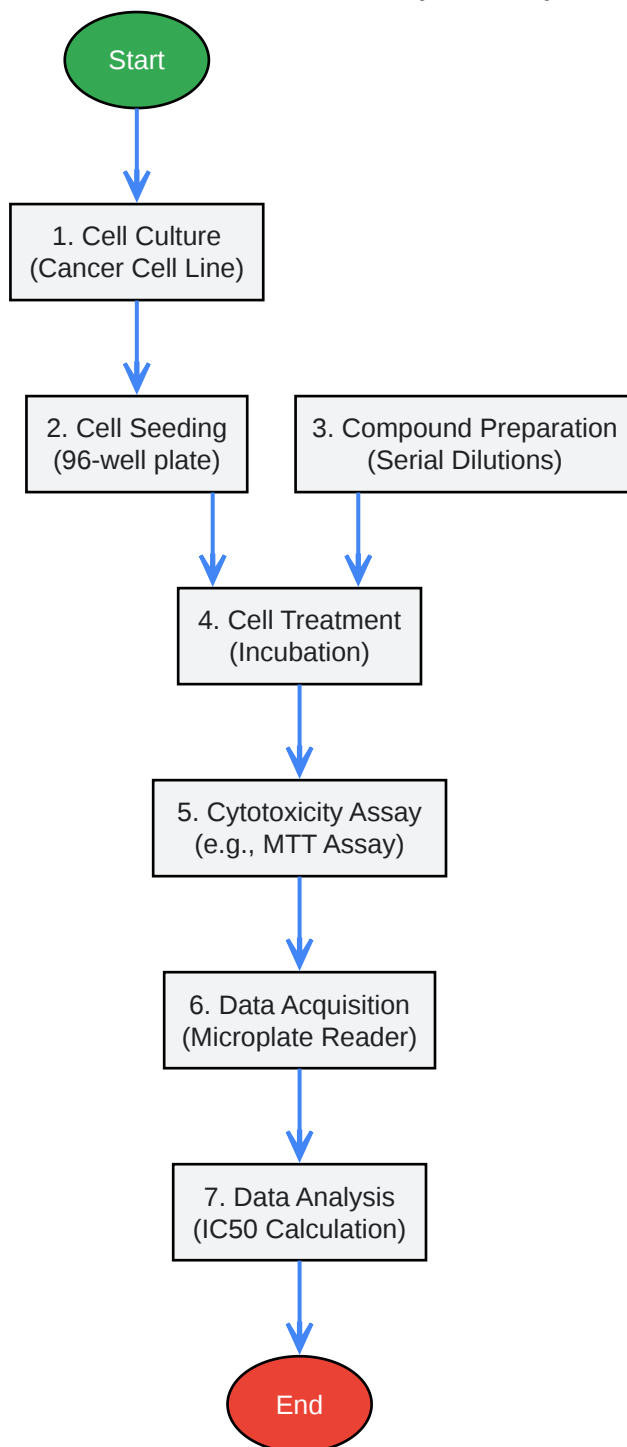 Start
1. Cell Culture
(Cancer Cell Line)
2. Cell Seeding
(96-well plate)
3. Compound Preparation
(Serial Dilutions)
4. Cell Treatment
(Incubation)
5. Cytotoxicity Assay
(e.g., MTT Assay)
6. Data Acquisition
(Microplate Reader)
7. Data Analysis
(IC50 Calculation)
End